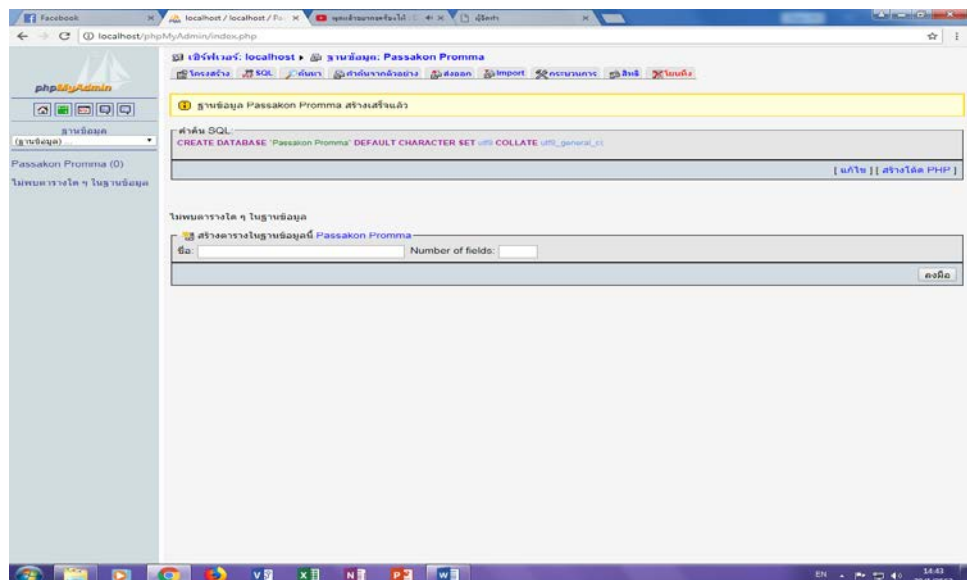 Facebook
localhost / localhost / Pa
localhost/phpMyAdmin/index.php
phpMyAdmin
ฐานข้อมูล
(ฐานข้อมูล) ...
Passakon Promma (0)
ไม่พบตารางใด ๆ ในฐานข้อมูล
เซิร์ฟเวอร์: localhost ▸ ฐานข้อมูล: Passakon Promma
โครงสร้าง SQL ค้นหา คำค้นจากตัวอย่าง ส่งออก Import กระบวนการ สิทธิ โยนทิ้ง
ฐานข้อมูล Passakon Promma สร้างเสร็จแล้ว
คำค้น SQL:
CREATE DATABASE `Passakon Promma` DEFAULT CHARACTER SET utf8 COLLATE utf8_general_ci;
[ แก้ไข ] [ สร้างโค้ด PHP ]
ไม่พบตารางใด ๆ ในฐานข้อมูล
สร้างตารางในฐานข้อมูลนี้ Passakon Promma
ชื่อ: Number of fields:
ลงมือ
EN
14:43